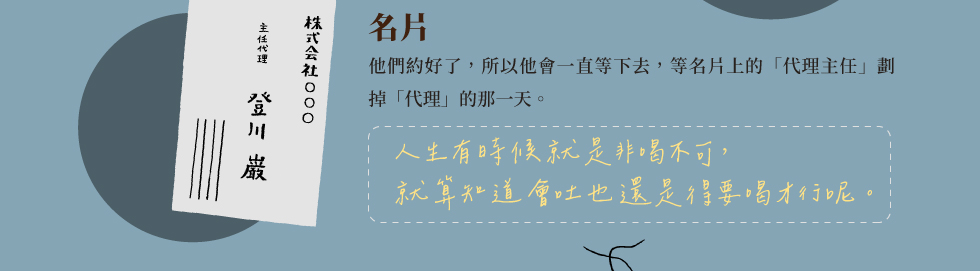 株式会社〇〇〇
主任代理
登川 巖
名片
他們約好了，所以他會一直等下去，等名片上的「代理主任」劃
掉「代理」的那一天。
人生有時候就是非喝不可，
就算知道會吐也還是得要喝才行呢。